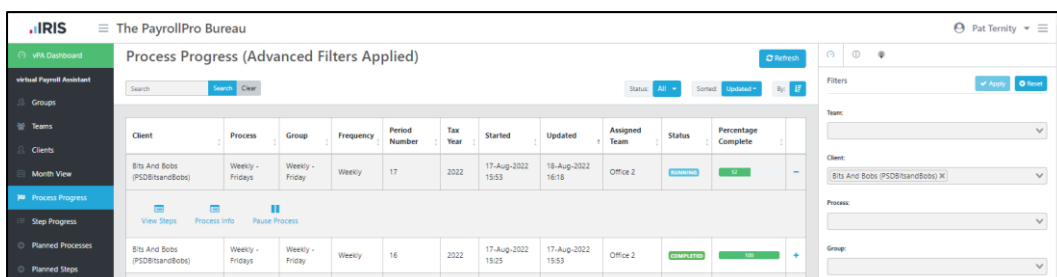 IRIS
The PayrollPro Bureau
Pat Ternity
vPA Dashboard
virtual Payroll Assistant
Groups
Teams
Clients
Month View
Process Progress
Step Progress
Planned Processes
Planned Steps
Process Progress (Advanced Filters Applied)
Refresh
Search Search Clear
Status: All Sorted: Updated By:
Client Process Group Frequency Period Number Tax Year Started Updated Assigned Team Status Percentage Complete
Bits And Bobs (PSDBitsandBobs) Weekly - Fridays Weekly - Friday Weekly 17 2022 17-Aug-2022 15:53 18-Aug-2022 16:18 Office 2 RUNNING 52 −
View Steps Process Info Pause Process
Bits And Bobs (PSDBitsandBobs) Weekly - Fridays Weekly - Friday Weekly 16 2022 17-Aug-2022 15:25 17-Aug-2022 15:53 Office 2 COMPLETED 100 +
Filters
Apply Reset
Team:
Client:
Bits And Bobs (PSDBitsandBobs) X
Process:
Group: